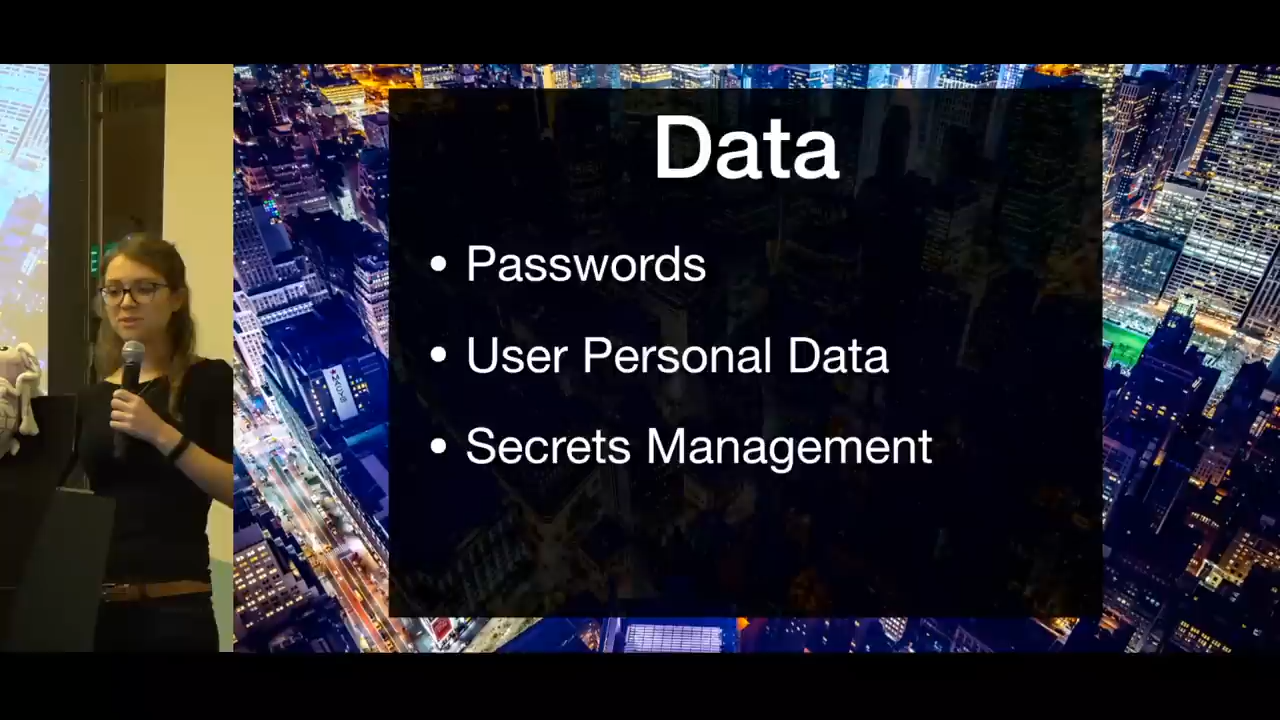 Data
• Passwords
• User Personal Data
• Secrets Management